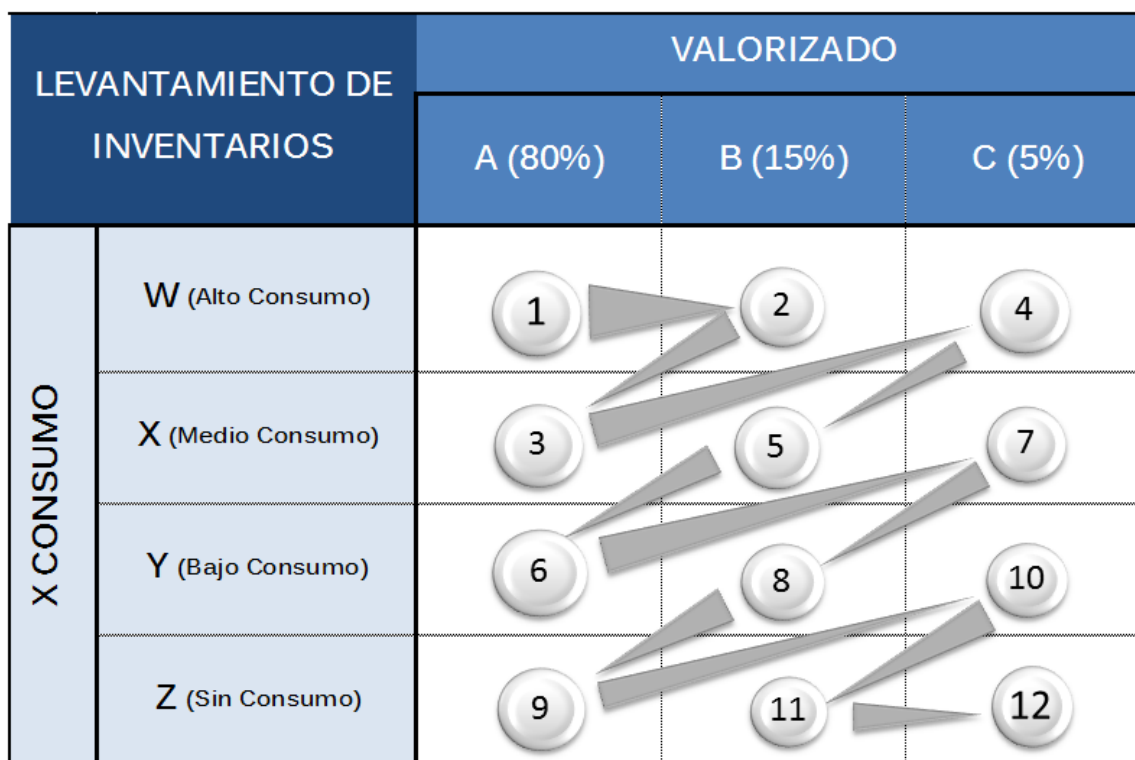 LEVANTAMIENTO DE
INVENTARIOS
VALORIZADO
A (80%)
B (15%)
C (5%)
X CONSUMO
W (Alto Consumo)
1
2
4
X (Medio Consumo)
3
5
7
Y (Bajo Consumo)
6
8
10
Z (Sin Consumo)
9
11
12